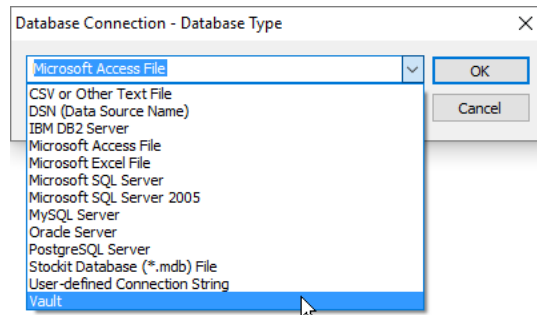 Database Connection - Database Type
Microsoft Access File
OK
CSV or Other Text File
DSN (Data Source Name)
Cancel
IBM DB2 Server
Microsoft Access File
Microsoft Excel File
Microsoft SQL Server
Microsoft SQL Server 2005
MySQL Server
Oracle Server
PostgreSQL Server
Stockit Database (*.mdb) File
User-defined Connection String
Vault